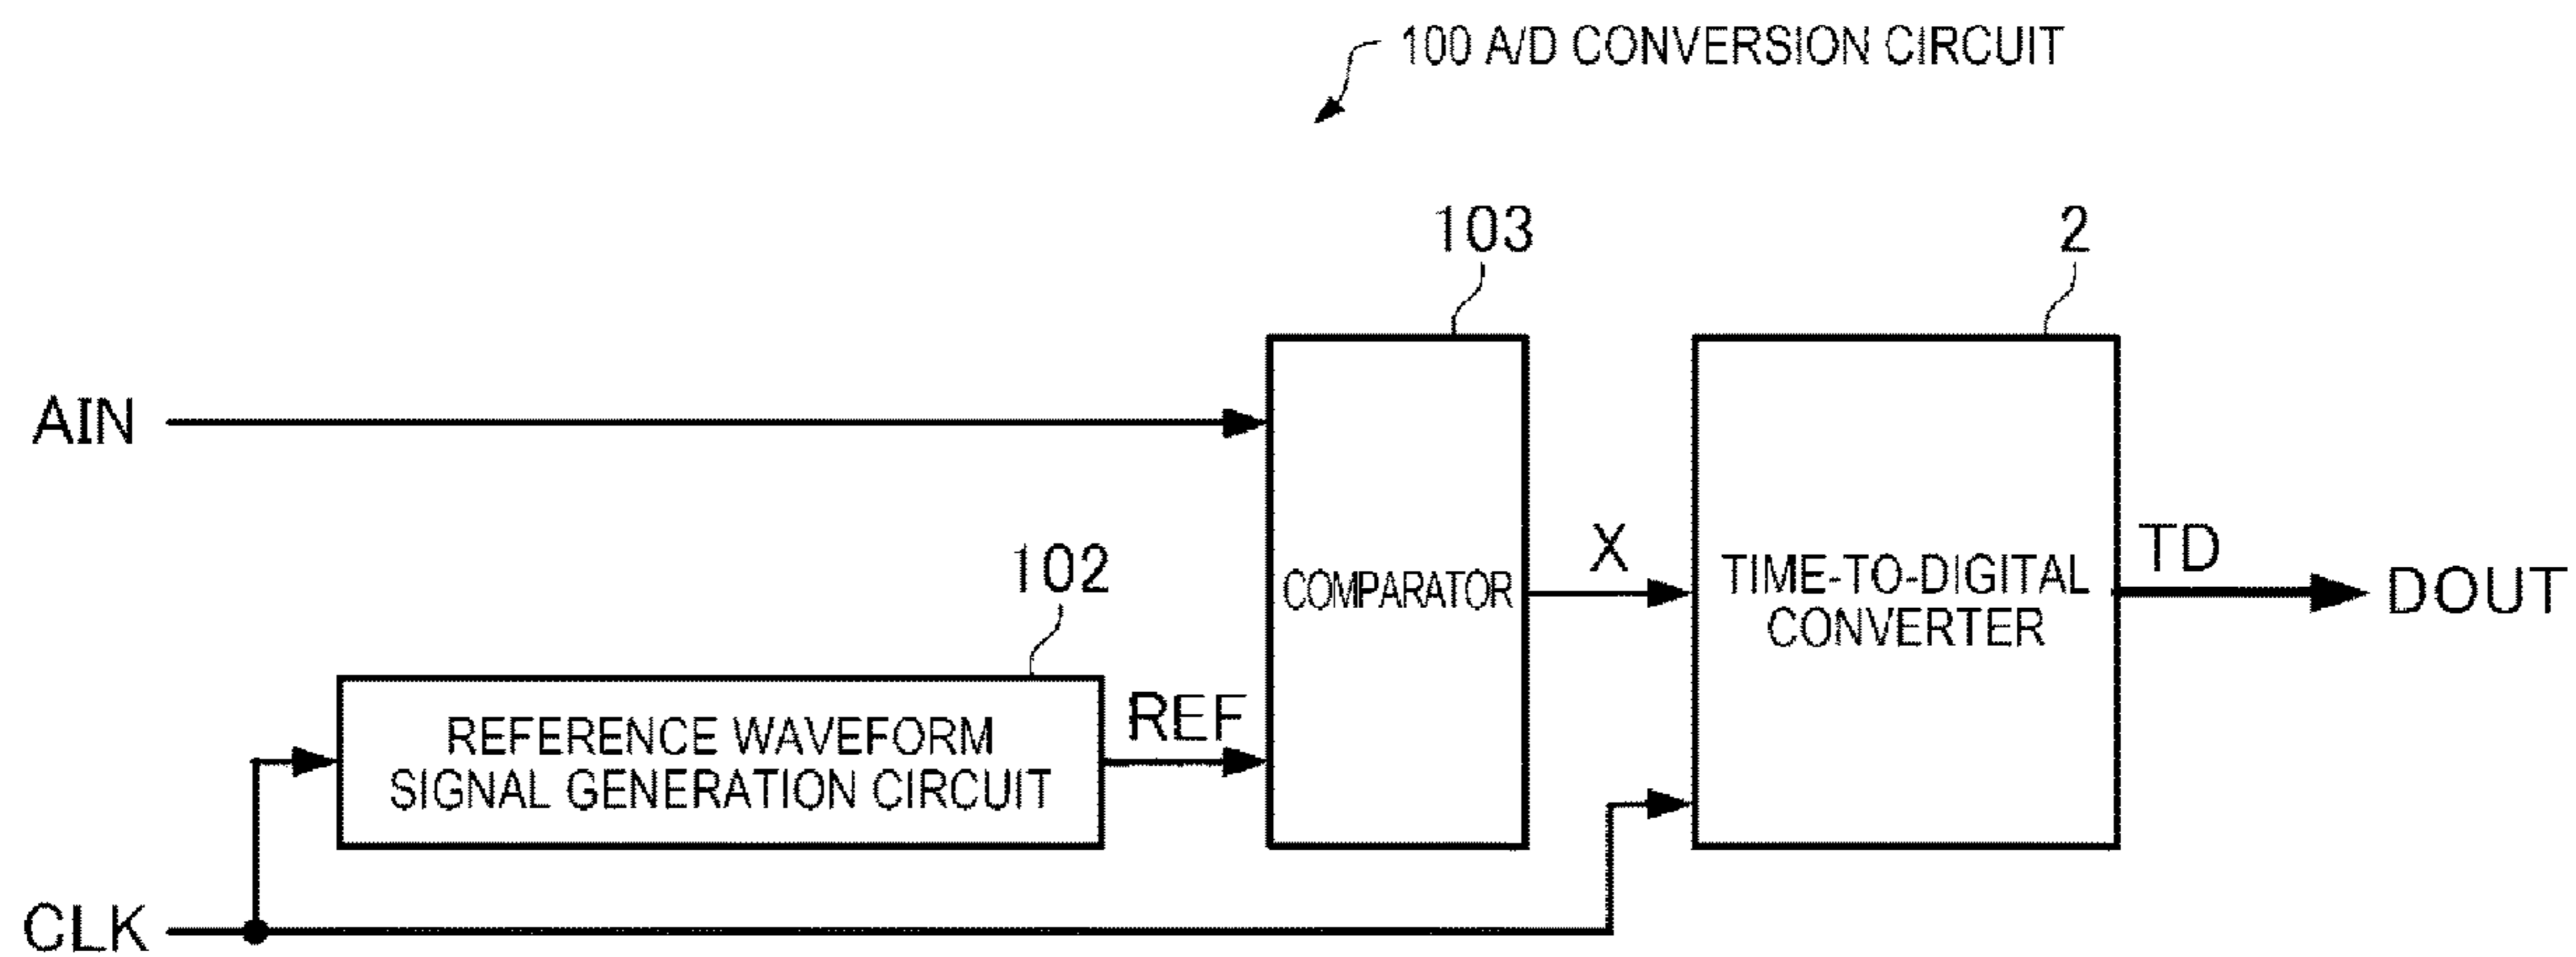 100 A/D CONVERSION CIRCUIT
103
2
AIN
102
COMPARATOR
X
TIME-TO-DIGITAL
CONVERTER
TD
DOUT
REFERENCE WAVEFORM
SIGNAL GENERATION CIRCUIT
REF
CLK